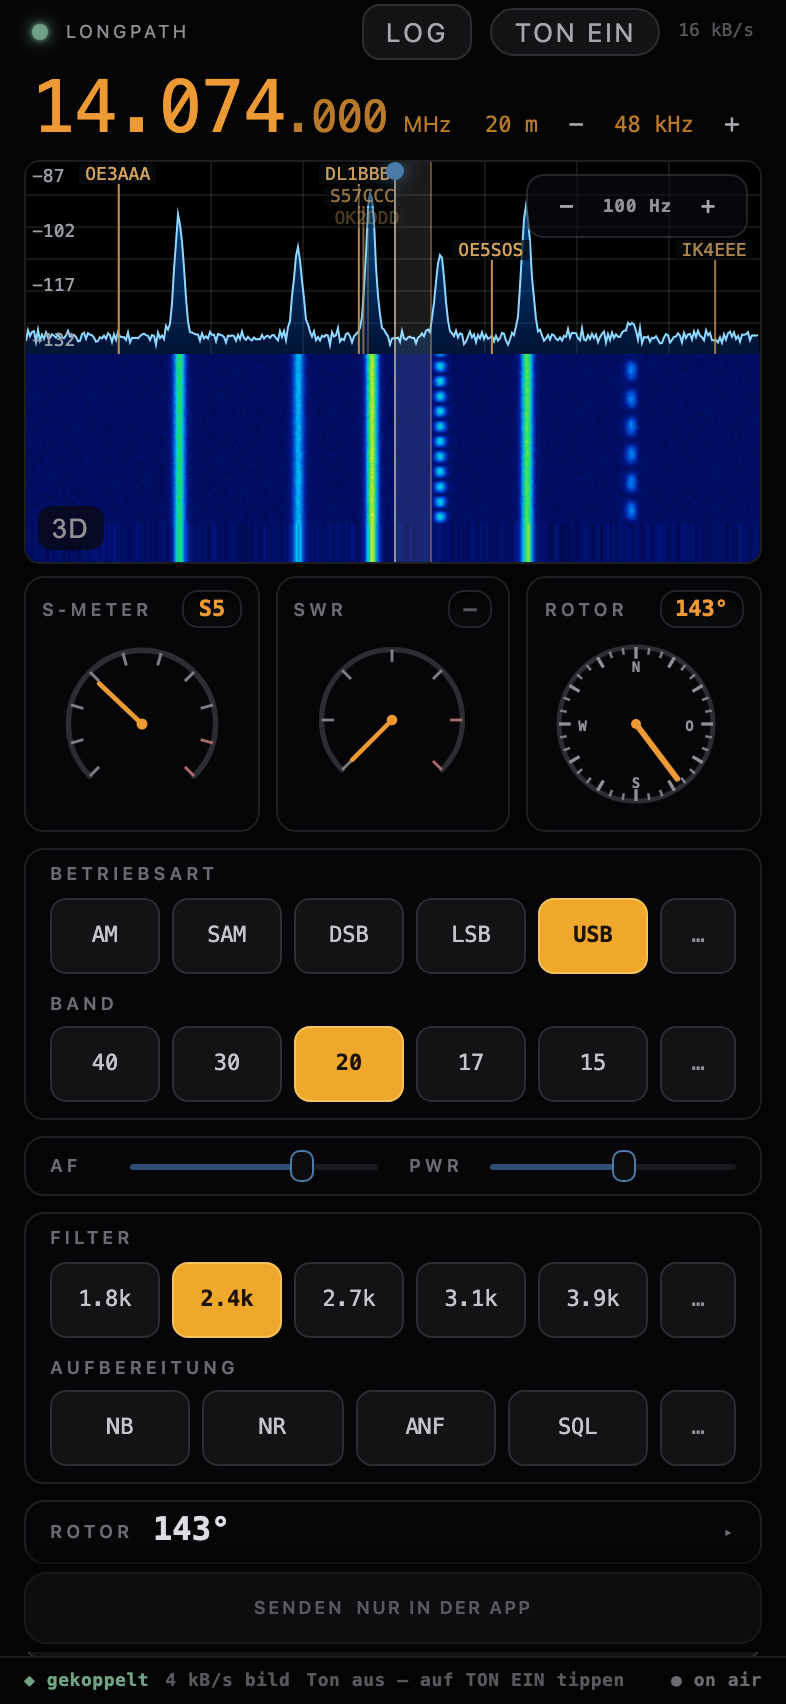 LONGPATH LOG TON EIN 16 kB/s
14.074.000 MHz 20 m − 48 kHz +
−87 OE3AAA DL1BBB
S57CCC − 100 Hz +
OK2DDD
−102
OE5SOS IK4EEE
−117
−132
3D
S-METER S5 SWR — ROTOR 143°
N
W O
S
BETRIEBSART
AM SAM DSB LSB USB …
BAND
40 30 20 17 15 …
AF PWR
FILTER
1.8k 2.4k 2.7k 3.1k 3.9k …
AUFBEREITUNG
NB NR ANF SQL …
ROTOR 143° ▸
SENDEN NUR IN DER APP
◆ gekoppelt 4 kB/s bild Ton aus – auf TON EIN tippen ● on air